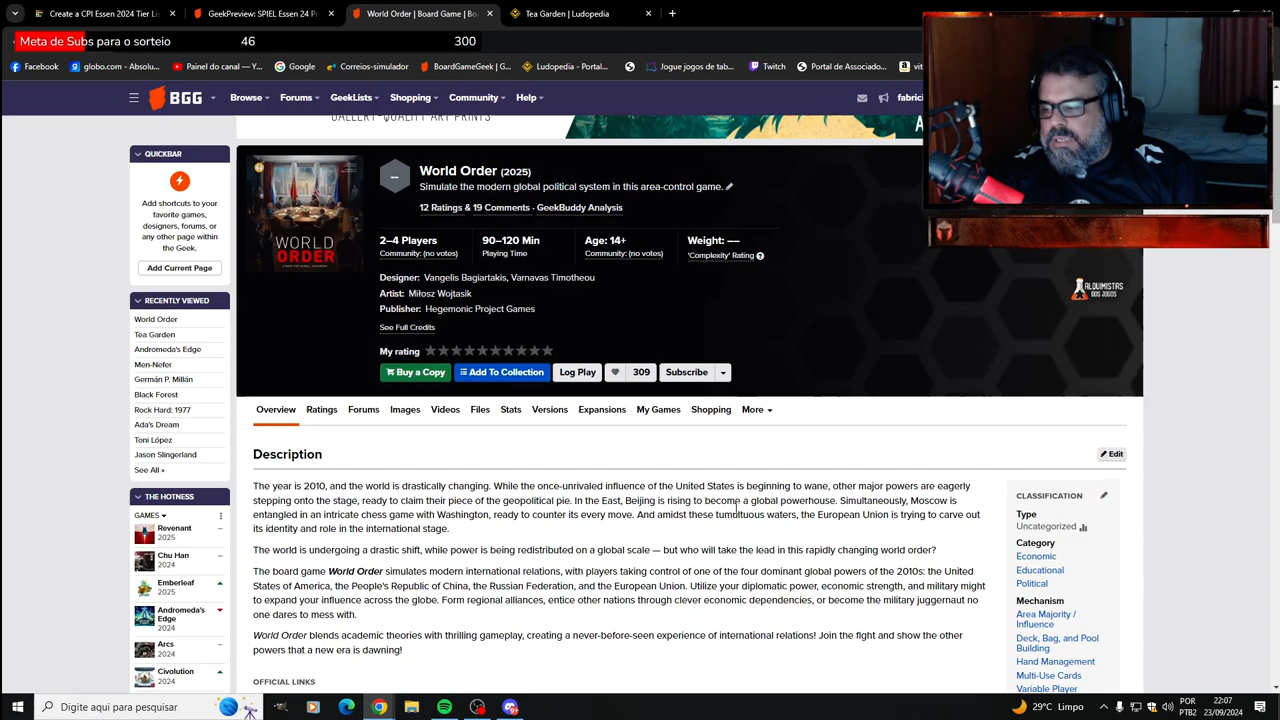 Create a CPI Essen 24 Tier Lis
GeekPreview: SPIEL Essen 24 P
World Order | Board Game | Bo
Tea Garden | Ludopedia
Meta de Subs para o sorteio 46 300
Facebook globo.com - Absolu... Painel do canal — Y... Google Intricate-simulador BoardGameGeek | G... Ludopedia - Portal d... Jogue jogos de tab... Twitch Portal de Associado...
BGG Browse Forums GeekLists Shopping Community Help fabrici
GALLERY-QUALITY ART PRINTS
QUICKBAR
Add shortcuts to your
favorite games,
designers, forums, or
any other page within
the Geek.
Add Current Page
RECENTLY VIEWED
World Order
Tea Garden
Andromeda's Edge
Men-Nefer
Germán P. Millán
Black Forest
Rock Hard: 1977
Ada's Dream
Toni López
Jason Slingerland
See All »
THE HOTNESS
GAMES
Revenant
2025
Chu Han
2025
Emberleaf
2025
Andromeda's
Edge
2024
Arcs
2024
Civolution
2024
WORLD
ORDER
--
World Order (2025)
Simulate the modern global political system in this area-control game.
12 Ratings & 19 Comments · GeekBuddy Analysis
2–4 Players 90–120 Min Age: 14+ Weight: ––
Community: (no votes) Playing Time Community: (no votes) 'Complexity' Rating
Designer: Vangelis Bagiartakis, Varnavas Timotheou
Artist: Miłosz Wojtasik
Publisher: Hegemonic Project Games
See Full Credits
My rating
Buy a Copy Add To Collection Log Play 309 Subscribe
ALQUIMISTAS
DOS JOGOS
Overview Ratings Forums Images Videos Files Stats Versions Expansions My Games Shopping More
Description
Edit
The year is 2010, and the world is drastically changing. While the once-unrivaled influence of the United States is beginning to wane, other major powers are eagerly
stepping onto the stage, ready to claim their piece of the geopolitical pie. In the East, Beijing is rising to become a global powerhouse. Simultaneously, Moscow is
entangled in an intricate chess game with Washington, ready to counter its every move. And amidst these tumultuous waters, the European Union is trying to carve out
its identity and role in the international stage.
The world is undergoing a drastic shift, while power is being redistributed on a global scale — but who will take the lead in this rapidly changing world order?
The board game World Order simulates modern international relations, with players taking control of one of the four dominant global powers of the 2010s: the United
States of America, the People's Republic of China, the Russian Federation, and the European Union. Utilize your diplomatic power, economic strength, and military might
to expand your influence across the globe. Form regional alliances, entice other nations through clever economic dependencies, or become the military juggernaut no
one dares to mess with.
World Order blends academic theories with thrilling gameplay, creating a never-before-seen experience of international relations! Join the fight and show the other
powers that a new era is dawning!
OFFICIAL LINKS
CLASSIFICATION
Type
Uncategorized
Category
Economic
Educational
Political
Mechanism
Area Majority /
Influence
Deck, Bag, and Pool
Building
Hand Management
Multi-Use Cards
Variable Player
Digite aqui para pesquisar
29°C Limpo
POR
PTB2
22:07
23/09/2024